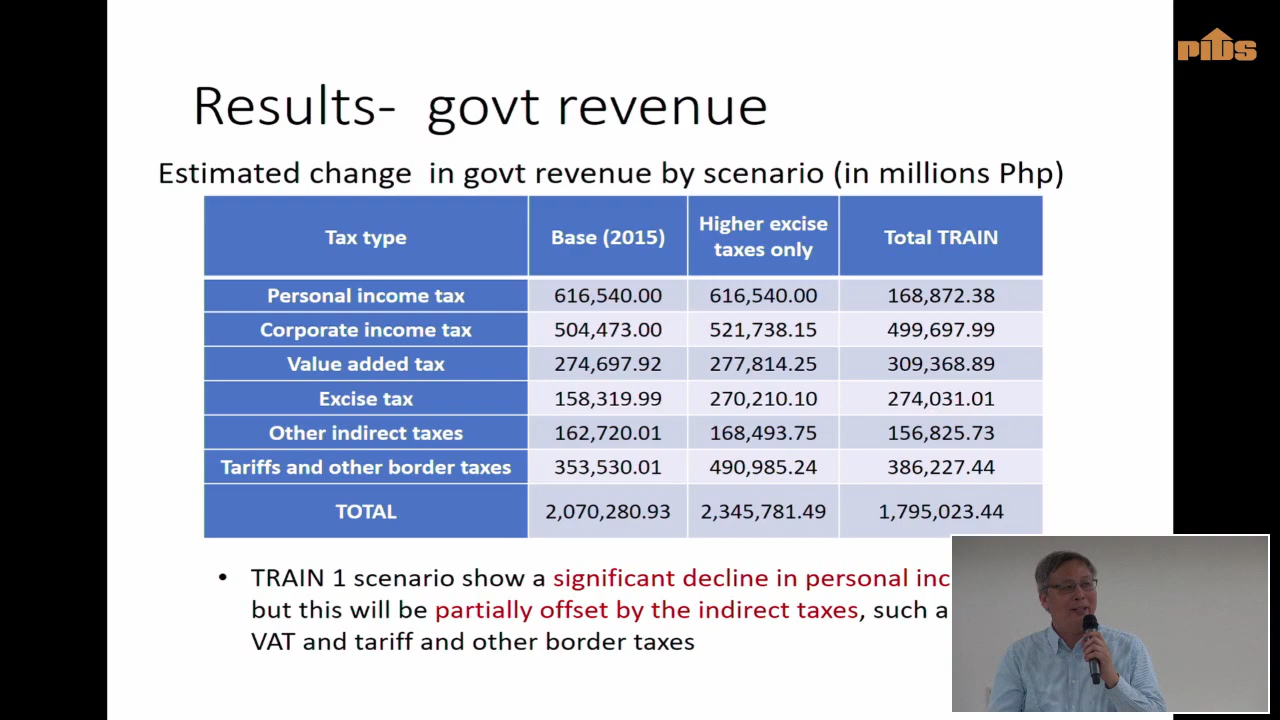 PIDS
Results- govt revenue
Estimated change in govt revenue by scenario (in millions Php)
Tax type Base (2015) Higher excise taxes only Total TRAIN
Personal income tax 616,540.00 616,540.00 168,872.38
Corporate income tax 504,473.00 521,738.15 499,697.99
Value added tax 274,697.92 277,814.25 309,368.89
Excise tax 158,319.99 270,210.10 274,031.01
Other indirect taxes 162,720.01 168,493.75 156,825.73
Tariffs and other border taxes 353,530.01 490,985.24 386,227.44
TOTAL 2,070,280.93 2,345,781.49 1,795,023.44
• TRAIN 1 scenario show a significant decline in personal inc
but this will be partially offset by the indirect taxes, such a
VAT and tariff and other border taxes